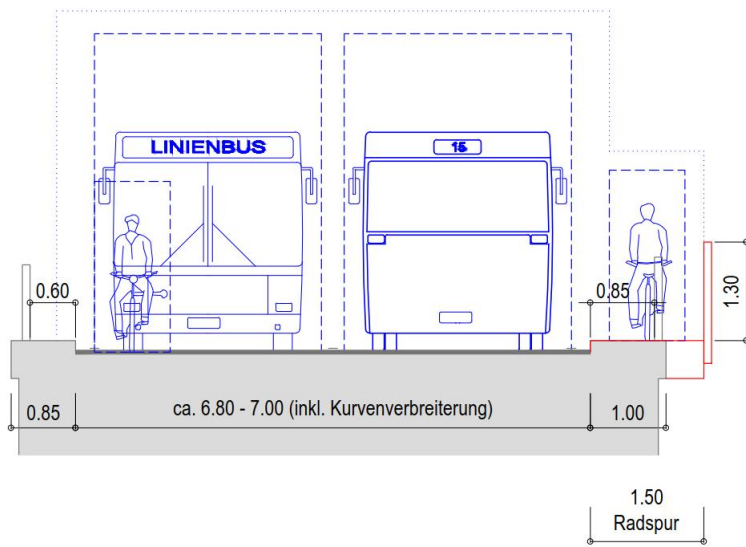 LINIENBUS
15
0.60
0.85
1.30
0.85
ca. 6.80 - 7.00 (inkl. Kurvenverbreiterung)
1.00
1.50
Radspur